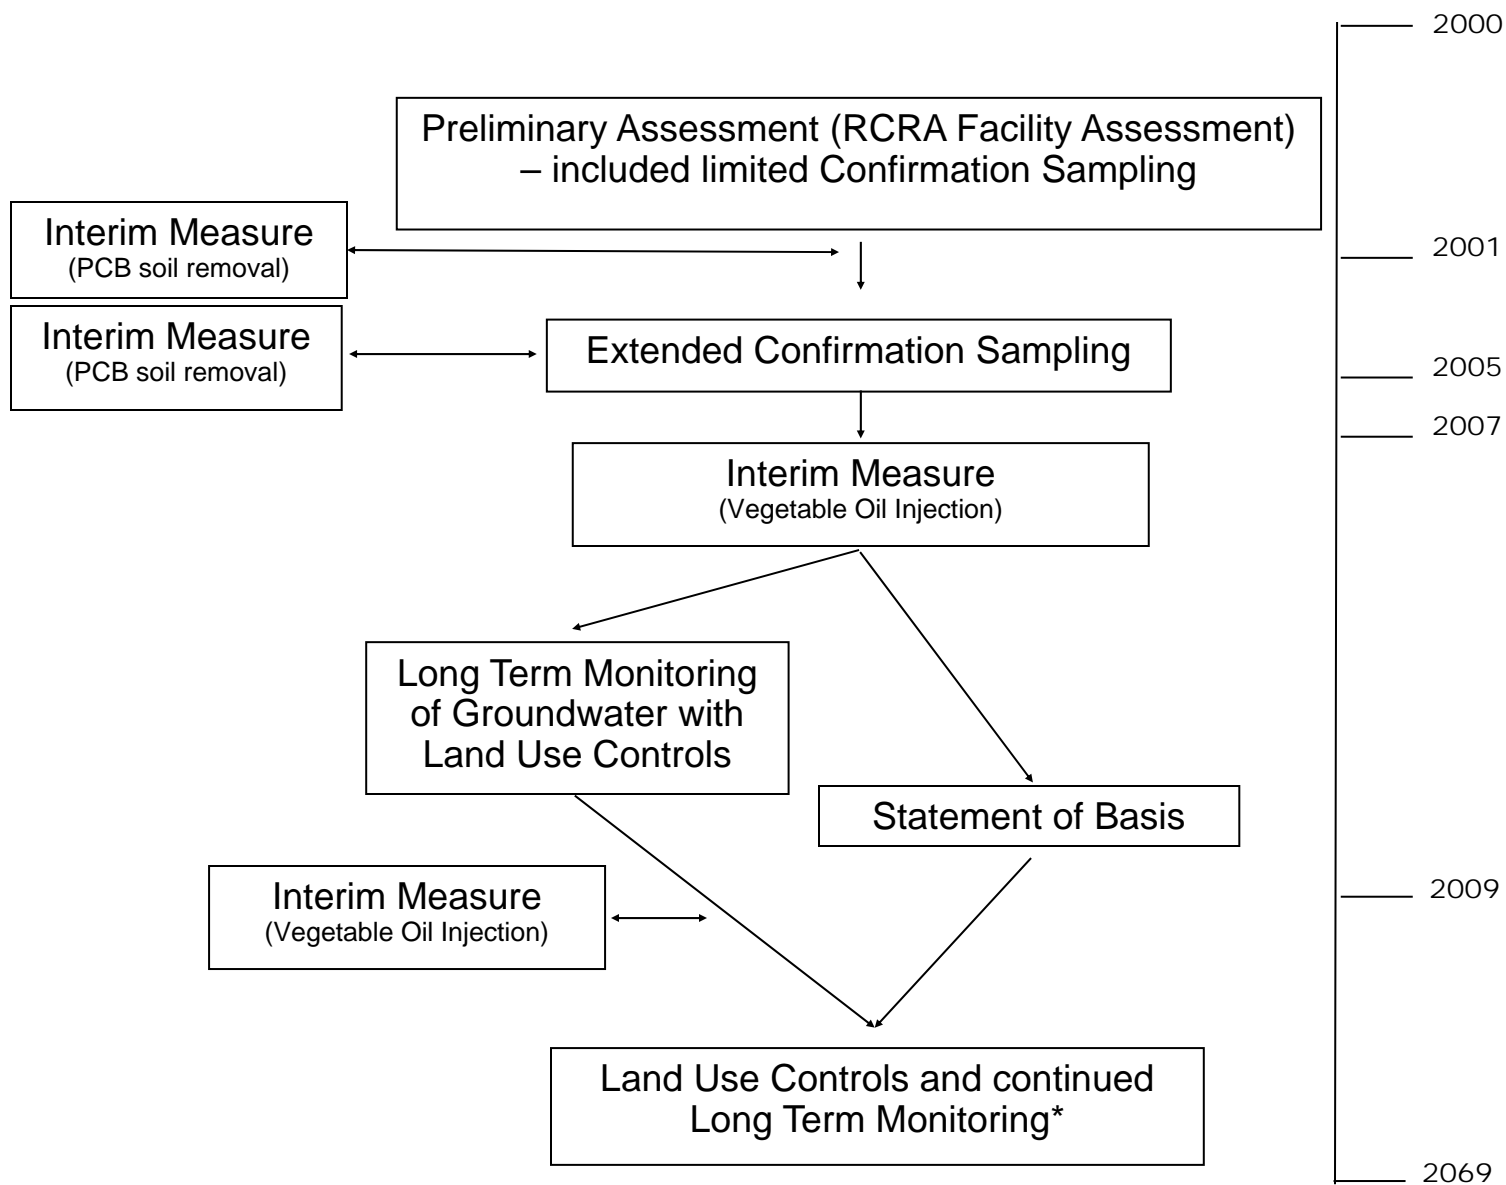 2000
Preliminary Assessment (RCRA Facility Assessment)
– included limited Confirmation Sampling
Interim Measure
(PCB soil removal)
2001
Interim Measure
(PCB soil removal)
Extended Confirmation Sampling
2005
2007
Interim Measure
(Vegetable Oil Injection)
Long Term Monitoring
of Groundwater with
Land Use Controls
Statement of Basis
Interim Measure
(Vegetable Oil Injection)
2009
Land Use Controls and continued
Long Term Monitoring*
2069